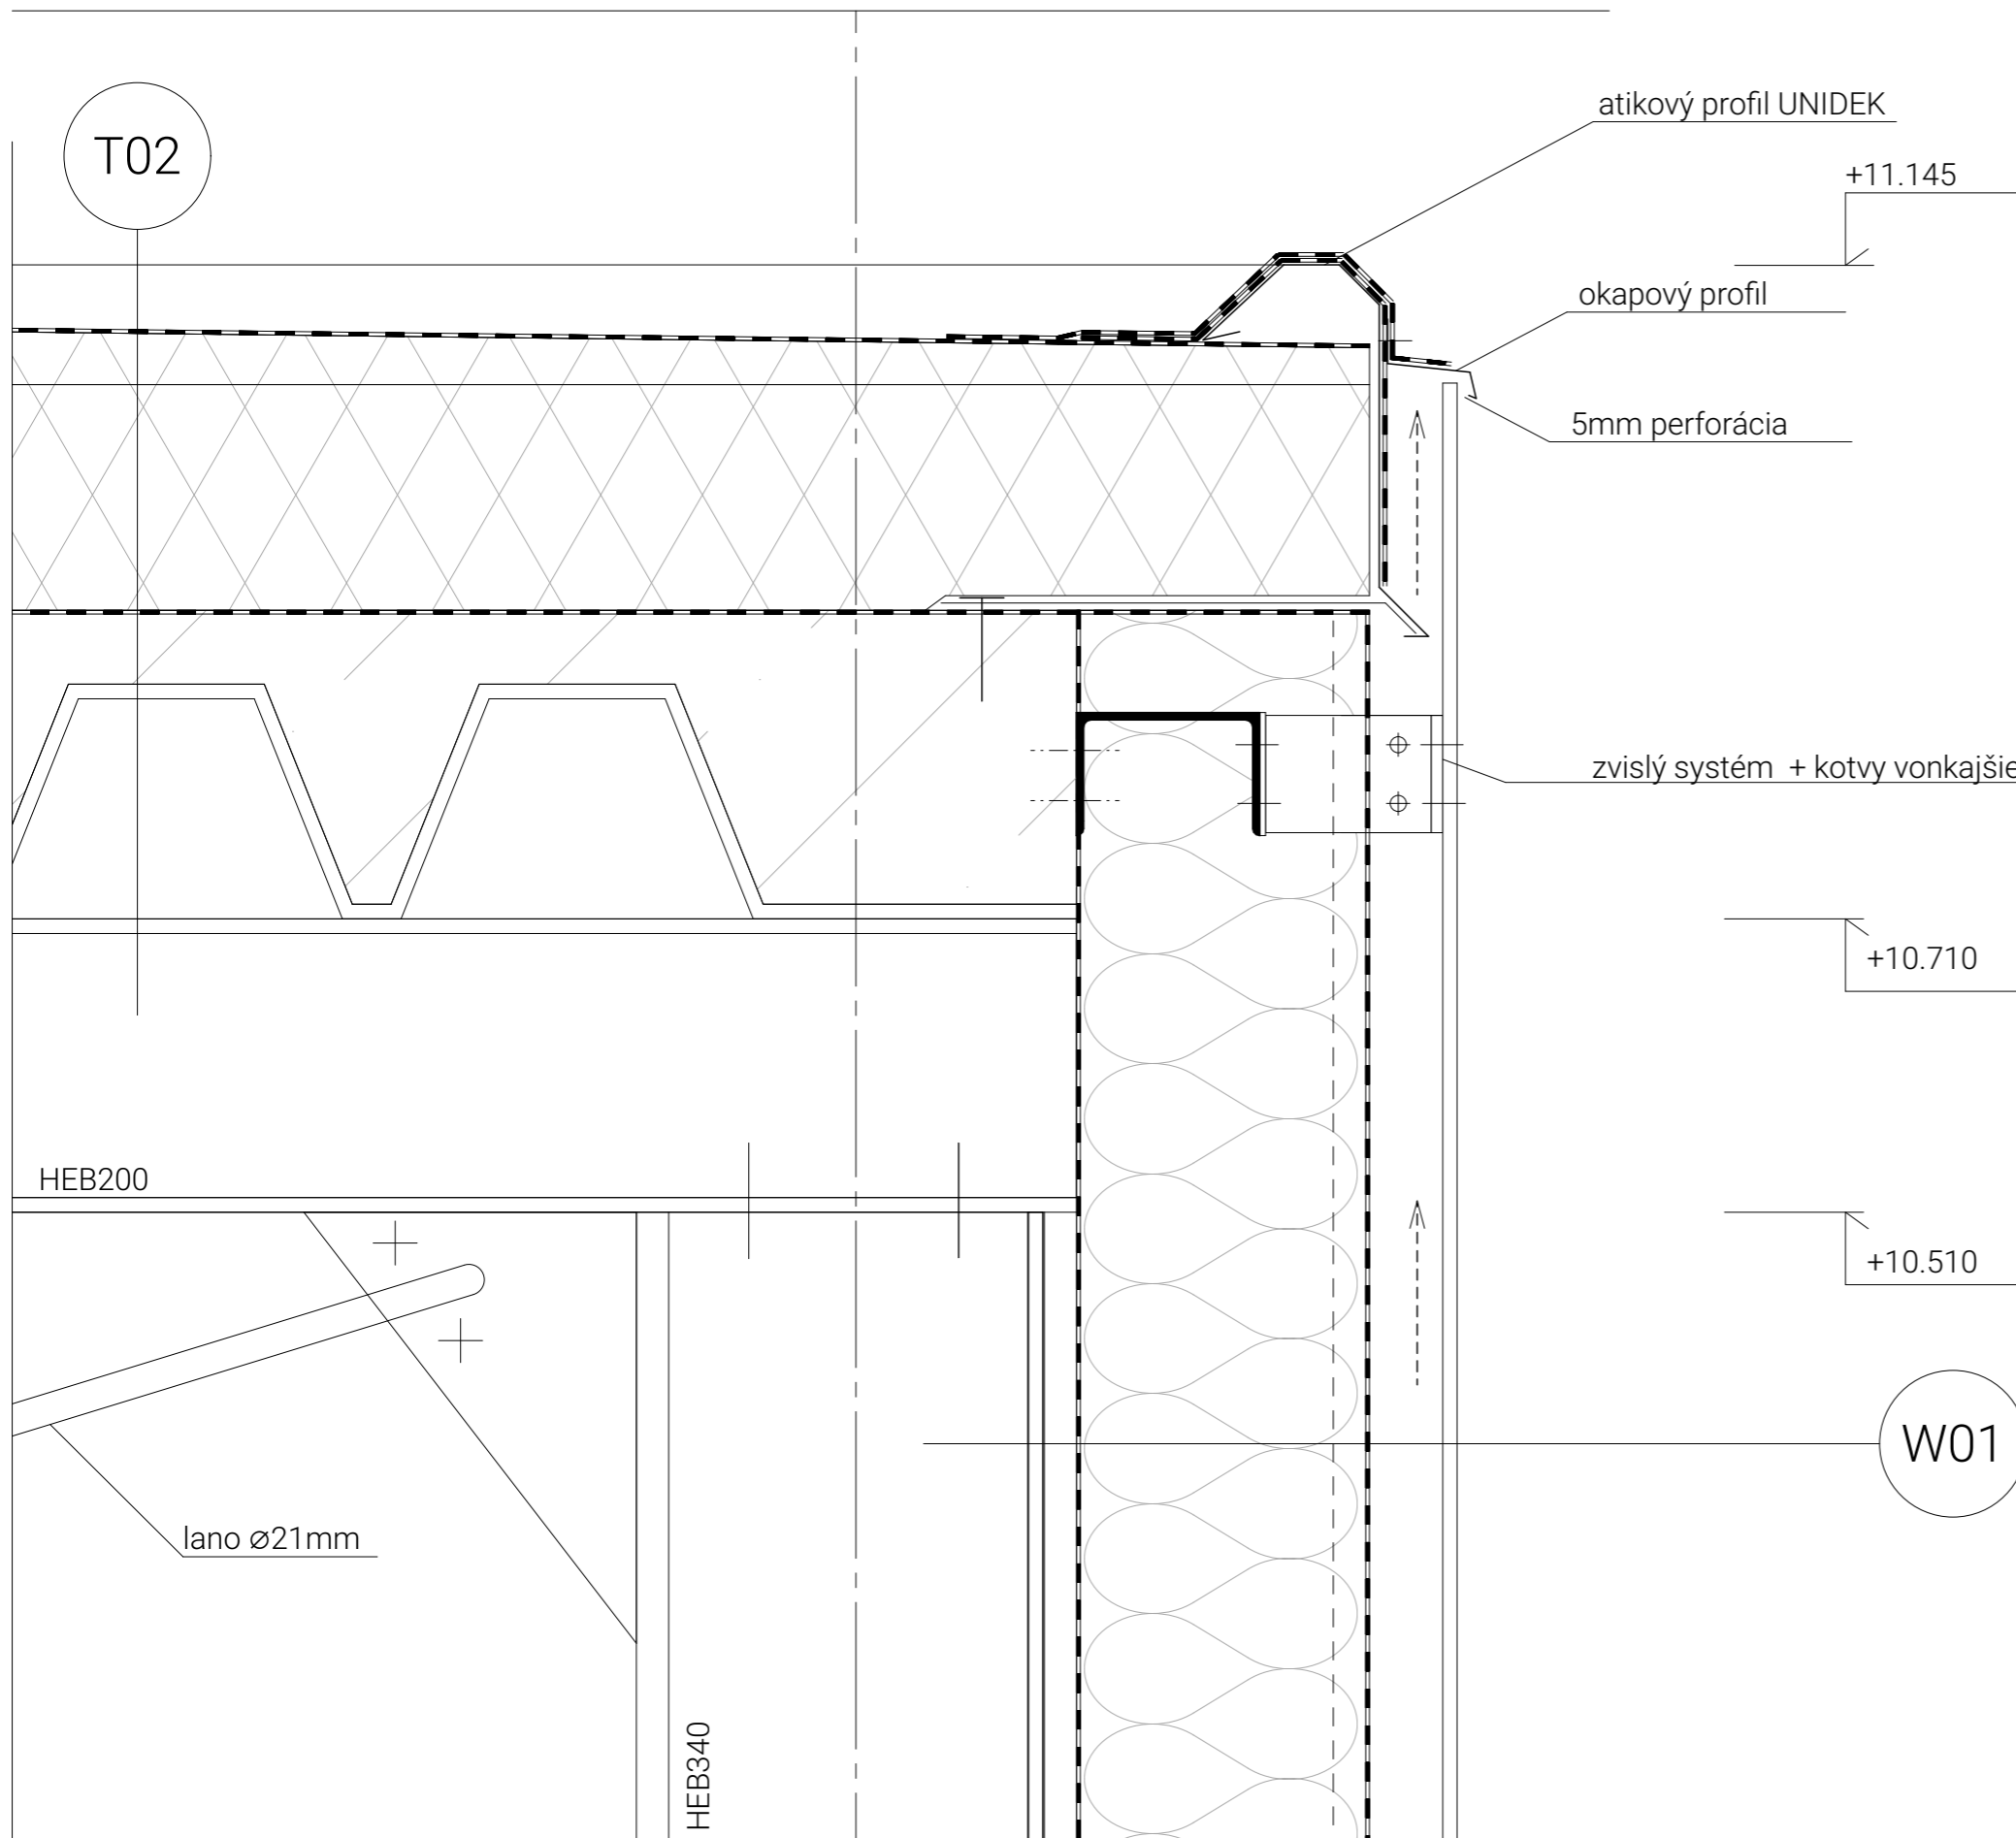 T02
atikový profil UNIDEK
+11.145
okapový profil
5mm perforácia
zvislý systém + kotvy vonkajšie
+10.710
HEB200
+10.510
W01
lano ⌀21mm
HEB340